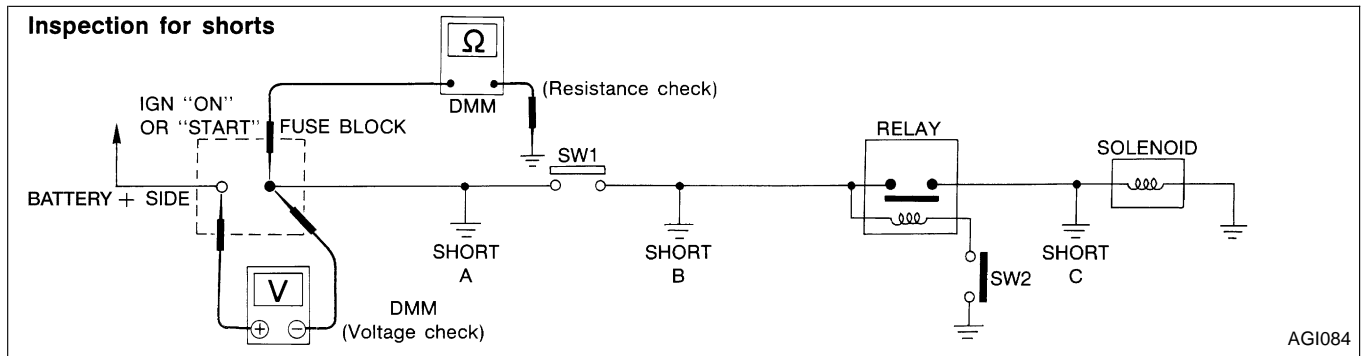 Inspection for shorts
Ω
DMM
(Resistance check)
IGN "ON"
OR "START"
FUSE BLOCK
BATTERY + SIDE
SW1
RELAY
SOLENOID
SHORT
A
SHORT
B
SHORT
C
SW2
V
+ −
DMM
(Voltage check)
AGI084